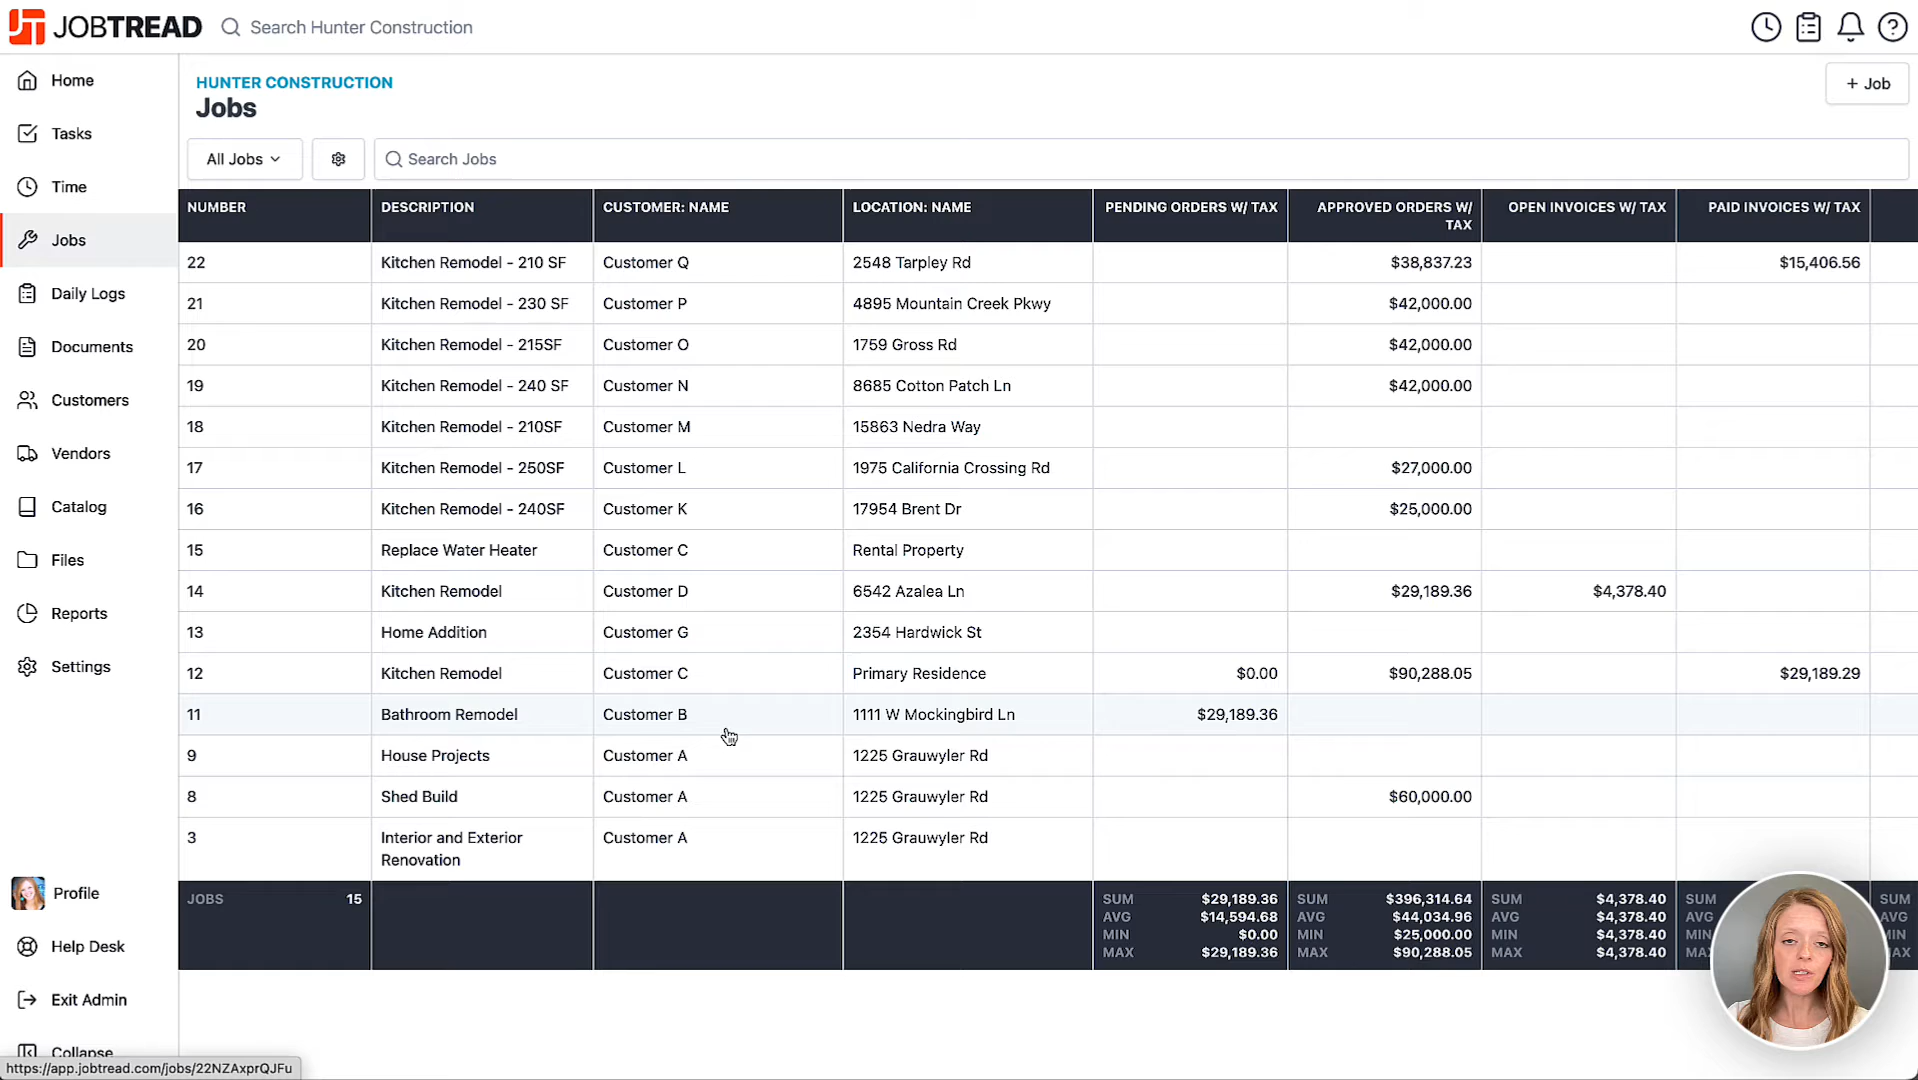 JOBTREAD
Search Hunter Construction
Home
Tasks
Time
Jobs
Daily Logs
Documents
Customers
Vendors
Catalog
Files
Reports
Settings
Profile
Help Desk
Exit Admin
Collapse
https://app.jobtread.com/jobs/22NZAxprQJFu
HUNTER CONSTRUCTION
Jobs
+ Job
All Jobs
Search Jobs
NUMBER DESCRIPTION CUSTOMER: NAME LOCATION: NAME PENDING ORDERS W/ TAX APPROVED ORDERS W/ OPEN INVOICES W/ TAX PAID INVOICES W/ TAX
TAX
22 Kitchen Remodel - 210 SF Customer Q 2548 Tarpley Rd $38,837.23 $15,406.56
21 Kitchen Remodel - 230 SF Customer P 4895 Mountain Creek Pkwy $42,000.00
20 Kitchen Remodel - 215SF Customer O 1759 Gross Rd $42,000.00
19 Kitchen Remodel - 240 SF Customer N 8685 Cotton Patch Ln $42,000.00
18 Kitchen Remodel - 210SF Customer M 15863 Nedra Way
17 Kitchen Remodel - 250SF Customer L 1975 California Crossing Rd $27,000.00
16 Kitchen Remodel - 240SF Customer K 17954 Brent Dr $25,000.00
15 Replace Water Heater Customer C Rental Property
14 Kitchen Remodel Customer D 6542 Azalea Ln $29,189.36 $4,378.40
13 Home Addition Customer G 2354 Hardwick St
12 Kitchen Remodel Customer C Primary Residence $0.00 $90,288.05 $29,189.29
11 Bathroom Remodel Customer B 1111 W Mockingbird Ln $29,189.36
9 House Projects Customer A 1225 Grauwyler Rd
8 Shed Build Customer A 1225 Grauwyler Rd $60,000.00
3 Interior and Exterior Customer A 1225 Grauwyler Rd
Renovation
JOBS 15 SUM $29,189.36 SUM $396,314.64 SUM $4,378.40 SUM SUM
AVG $14,594.68 AVG $44,034.96 AVG $4,378.40 AVG AVG
MIN $0.00 MIN $25,000.00 MIN $4,378.40 MIN
MAX $29,189.36 MAX $90,288.05 MAX $4,378.40